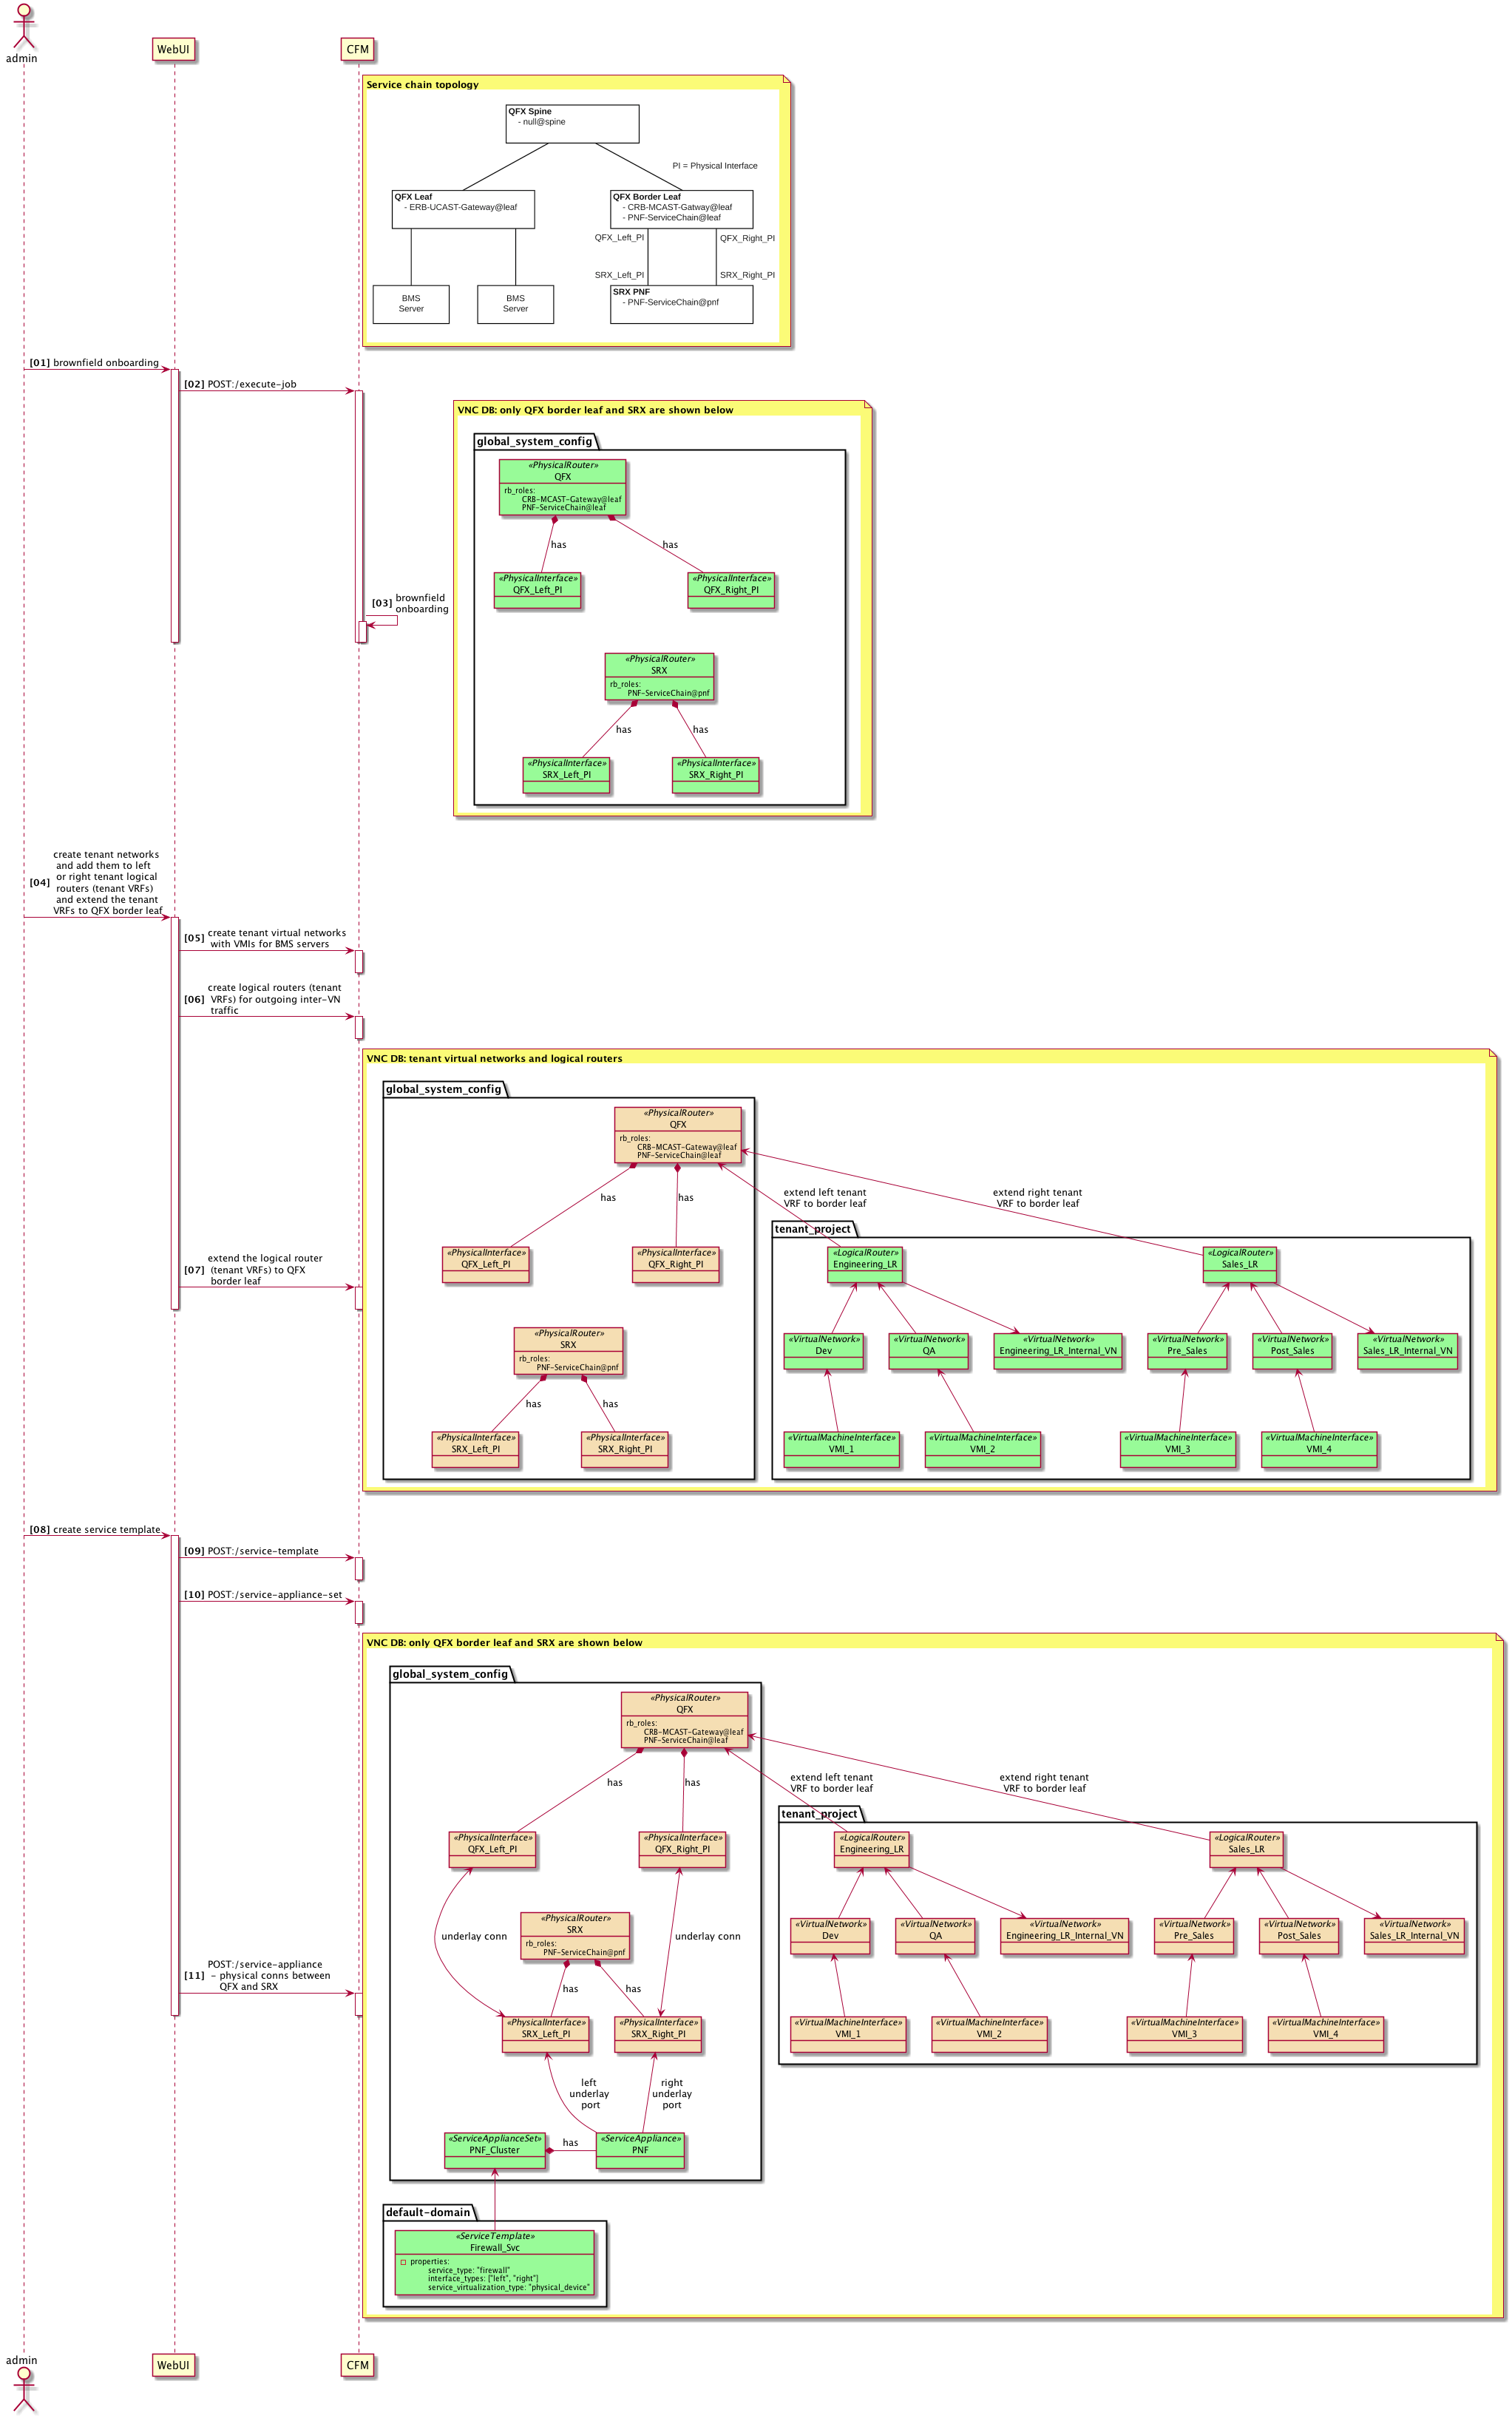 admin
WebUI
CFM
Service chain topology
QFX Spine
- null@spine
PI = Physical Interface
QFX Leaf
- ERB-UCAST-Gateway@leaf
QFX Border Leaf
- CRB-MCAST-Gatway@leaf
- PNF-ServiceChain@leaf
QFX_Left_PI
QFX_Right_PI
SRX_Left_PI
SRX_Right_PI
BMS
Server
BMS
Server
SRX PNF
- PNF-ServiceChain@pnf
[01] brownfield onboarding
[02] POST:/execute-job
VNC DB: only QFX border leaf and SRX are shown below
global_system_config
«PhysicalRouter»
QFX
rb_roles:
CRB-MCAST-Gateway@leaf
PNF-ServiceChain@leaf
has
has
«PhysicalInterface»
QFX_Left_PI
«PhysicalInterface»
QFX_Right_PI
[03] brownfield
onboarding
«PhysicalRouter»
SRX
rb_roles:
PNF-ServiceChain@pnf
has
has
«PhysicalInterface»
SRX_Left_PI
«PhysicalInterface»
SRX_Right_PI
create tenant networks
and add them to left
or right tenant logical
[04] routers (tenant VRFs)
and extend the tenant
VRFs to QFX border leaf
[05] create tenant virtual networks
with VMIs for BMS servers
create logical routers (tenant
[06] VRFs) for outgoing inter-VN
traffic
VNC DB: tenant virtual networks and logical routers
global_system_config
«PhysicalRouter»
QFX
rb_roles:
CRB-MCAST-Gateway@leaf
PNF-ServiceChain@leaf
has
has
extend left tenant
VRF to border leaf
extend right tenant
VRF to border leaf
tenant_project
«PhysicalInterface»
QFX_Left_PI
«PhysicalInterface»
QFX_Right_PI
«LogicalRouter»
Engineering_LR
«LogicalRouter»
Sales_LR
extend the logical router
[07] (tenant VRFs) to QFX
border leaf
«PhysicalRouter»
SRX
rb_roles:
PNF-ServiceChain@pnf
«VirtualNetwork»
Dev
«VirtualNetwork»
QA
«VirtualNetwork»
Engineering_LR_Internal_VN
«VirtualNetwork»
Pre_Sales
«VirtualNetwork»
Post_Sales
«VirtualNetwork»
Sales_LR_Internal_VN
has
has
«PhysicalInterface»
SRX_Left_PI
«PhysicalInterface»
SRX_Right_PI
«VirtualMachineInterface»
VMI_1
«VirtualMachineInterface»
VMI_2
«VirtualMachineInterface»
VMI_3
«VirtualMachineInterface»
VMI_4
[08] create service template
[09] POST:/service-template
[10] POST:/service-appliance-set
VNC DB: only QFX border leaf and SRX are shown below
global_system_config
«PhysicalRouter»
QFX
rb_roles:
CRB-MCAST-Gateway@leaf
PNF-ServiceChain@leaf
has
has
extend left tenant
VRF to border leaf
extend right tenant
VRF to border leaf
tenant_project
«PhysicalInterface»
QFX_Left_PI
«PhysicalInterface»
QFX_Right_PI
«LogicalRouter»
Engineering_LR
«LogicalRouter»
Sales_LR
underlay conn
«PhysicalRouter»
SRX
rb_roles:
PNF-ServiceChain@pnf
underlay conn
«VirtualNetwork»
Dev
«VirtualNetwork»
QA
«VirtualNetwork»
Engineering_LR_Internal_VN
«VirtualNetwork»
Pre_Sales
«VirtualNetwork»
Post_Sales
«VirtualNetwork»
Sales_LR_Internal_VN
POST:/service-appliance
[11] - physical conns between
QFX and SRX
has
has
«PhysicalInterface»
SRX_Left_PI
«PhysicalInterface»
SRX_Right_PI
«VirtualMachineInterface»
VMI_1
«VirtualMachineInterface»
VMI_2
«VirtualMachineInterface»
VMI_3
«VirtualMachineInterface»
VMI_4
left
underlay
port
right
underlay
port
«ServiceApplianceSet»
PNF_Cluster
has
«ServiceAppliance»
PNF
default-domain
«ServiceTemplate»
Firewall_Svc
properties:
service_type: "firewall"
interface_types: ["left", "right"]
service_virtualization_type: "physical_device"
admin
WebUI
CFM